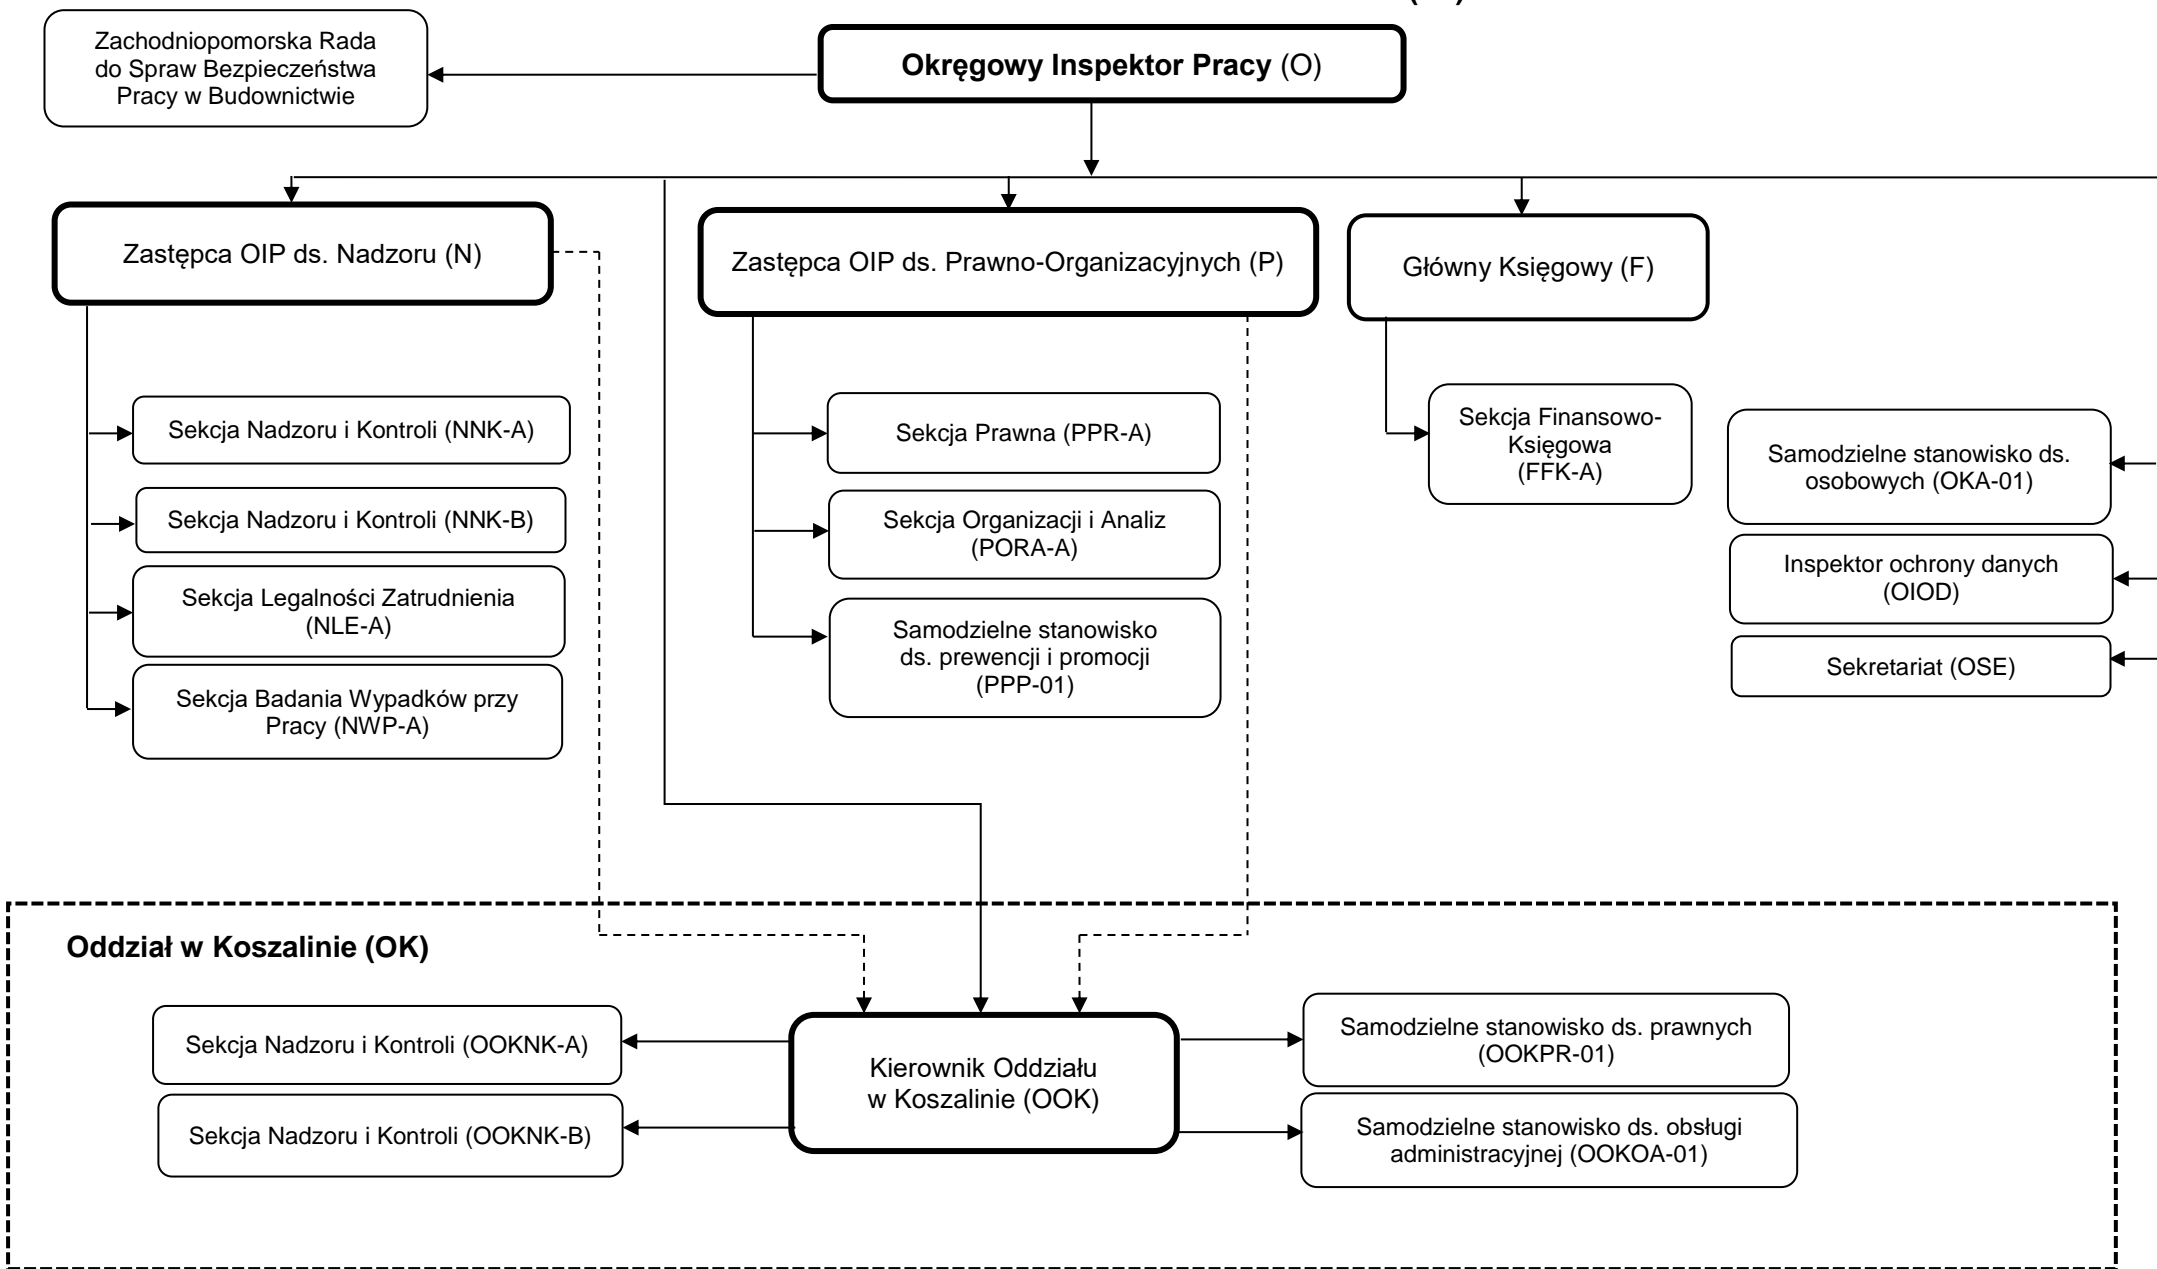 Zachodniopomorska Rada
do Spraw Bezpieczeństwa
Pracy w Budownictwie
Okręgowy Inspektor Pracy (O)
Zastępca OIP ds. Nadzoru (N)
Zastępca OIP ds. Prawno-Organizacyjnych (P)
Główny Księgowy (F)
Sekcja Nadzoru i Kontroli (NNK-A)
Sekcja Nadzoru i Kontroli (NNK-B)
Sekcja Legalności Zatrudnienia
(NLE-A)
Sekcja Badania Wypadków przy
Pracy (NWP-A)
Sekcja Prawna (PPR-A)
Sekcja Organizacji i Analiz
(PORA-A)
Samodzielne stanowisko
ds. prewencji i promocji
(PPP-01)
Sekcja Finansowo-
Księgowa
(FFK-A)
Samodzielne stanowisko ds.
osobowych (OKA-01)
Inspektor ochrony danych
(OIOD)
Sekretariat (OSE)
Oddział w Koszalinie (OK)
Sekcja Nadzoru i Kontroli (OOKNK-A)
Sekcja Nadzoru i Kontroli (OOKNK-B)
Kierownik Oddziału
w Koszalinie (OOK)
Samodzielne stanowisko ds. prawnych
(OOKPR-01)
Samodzielne stanowisko ds. obsługi
administracyjnej (OOKOA-01)